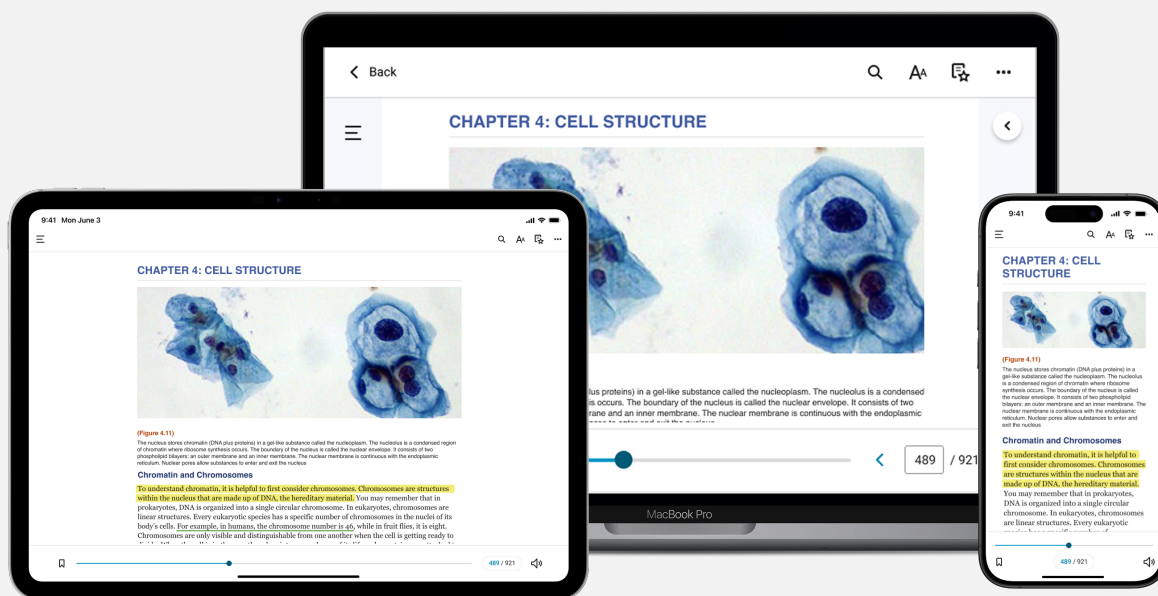 Back
AA
CHAPTER 4: CELL STRUCTURE
lus proteins) in a gel-like substance called the nucleoplasm. The nucleolus is a condensed
is occurs. The boundary of the nucleus is called the nuclear envelope. It consists of two
rane and an inner membrane. The nuclear membrane is continuous with the endoplasmic
489 / 921
MacBook Pro
9:41 Mon June 3
AA
CHAPTER 4: CELL STRUCTURE
(Figure 4.11)
The nucleus stores chromatin (DNA plus proteins) in a gel-like substance called the nucleoplasm. The nucleolus is a condensed region
of chromatin where ribosome synthesis occurs. The boundary of the nucleus is called the nuclear envelope. It consists of two
phospholipid bilayers: an outer membrane and an inner membrane. The nuclear membrane is continuous with the endoplasmic
reticulum. Nuclear pores allow substances to enter and exit the nucleus
Chromatin and Chromosomes
To understand chromatin, it is helpful to first consider chromosomes. Chromosomes are structures
within the nucleus that are made up of DNA, the hereditary material. You may remember that in
prokaryotes, DNA is organized into a single circular chromosome. In eukaryotes, chromosomes are
linear structures. Every eukaryotic species has a specific number of chromosomes in the nuclei of its
body's cells. For example, in humans, the chromosome number is 46, while in fruit flies, it is eight.
Chromosomes are only visible and distinguishable from one another when the cell is getting ready to
489 / 921
9:41
AA
CHAPTER 4: CELL
STRUCTURE
(Figure 4.11)
The nucleus stores chromatin (DNA plus proteins) in a
gel-like substance called the nucleoplasm. The nucleolus
is a condensed region of chromatin where ribosome
synthesis occurs. The boundary of the nucleus is called
the nuclear envelope. It consists of two phospholipid
bilayers: an outer membrane and an inner membrane. The
nuclear membrane is continuous with the endoplasmic
reticulum. Nuclear pores allow substances to enter and
exit the nucleus
Chromatin and Chromosomes
To understand chromatin, it is helpful to
first consider chromosomes. Chromosomes
are structures within the nucleus that are
made up of DNA, the hereditary material.
You may remember that in prokaryotes,
DNA is organized into a single circular
chromosome. In eukaryotes, chromosomes
are linear structures. Every eukaryotic
489 / 921